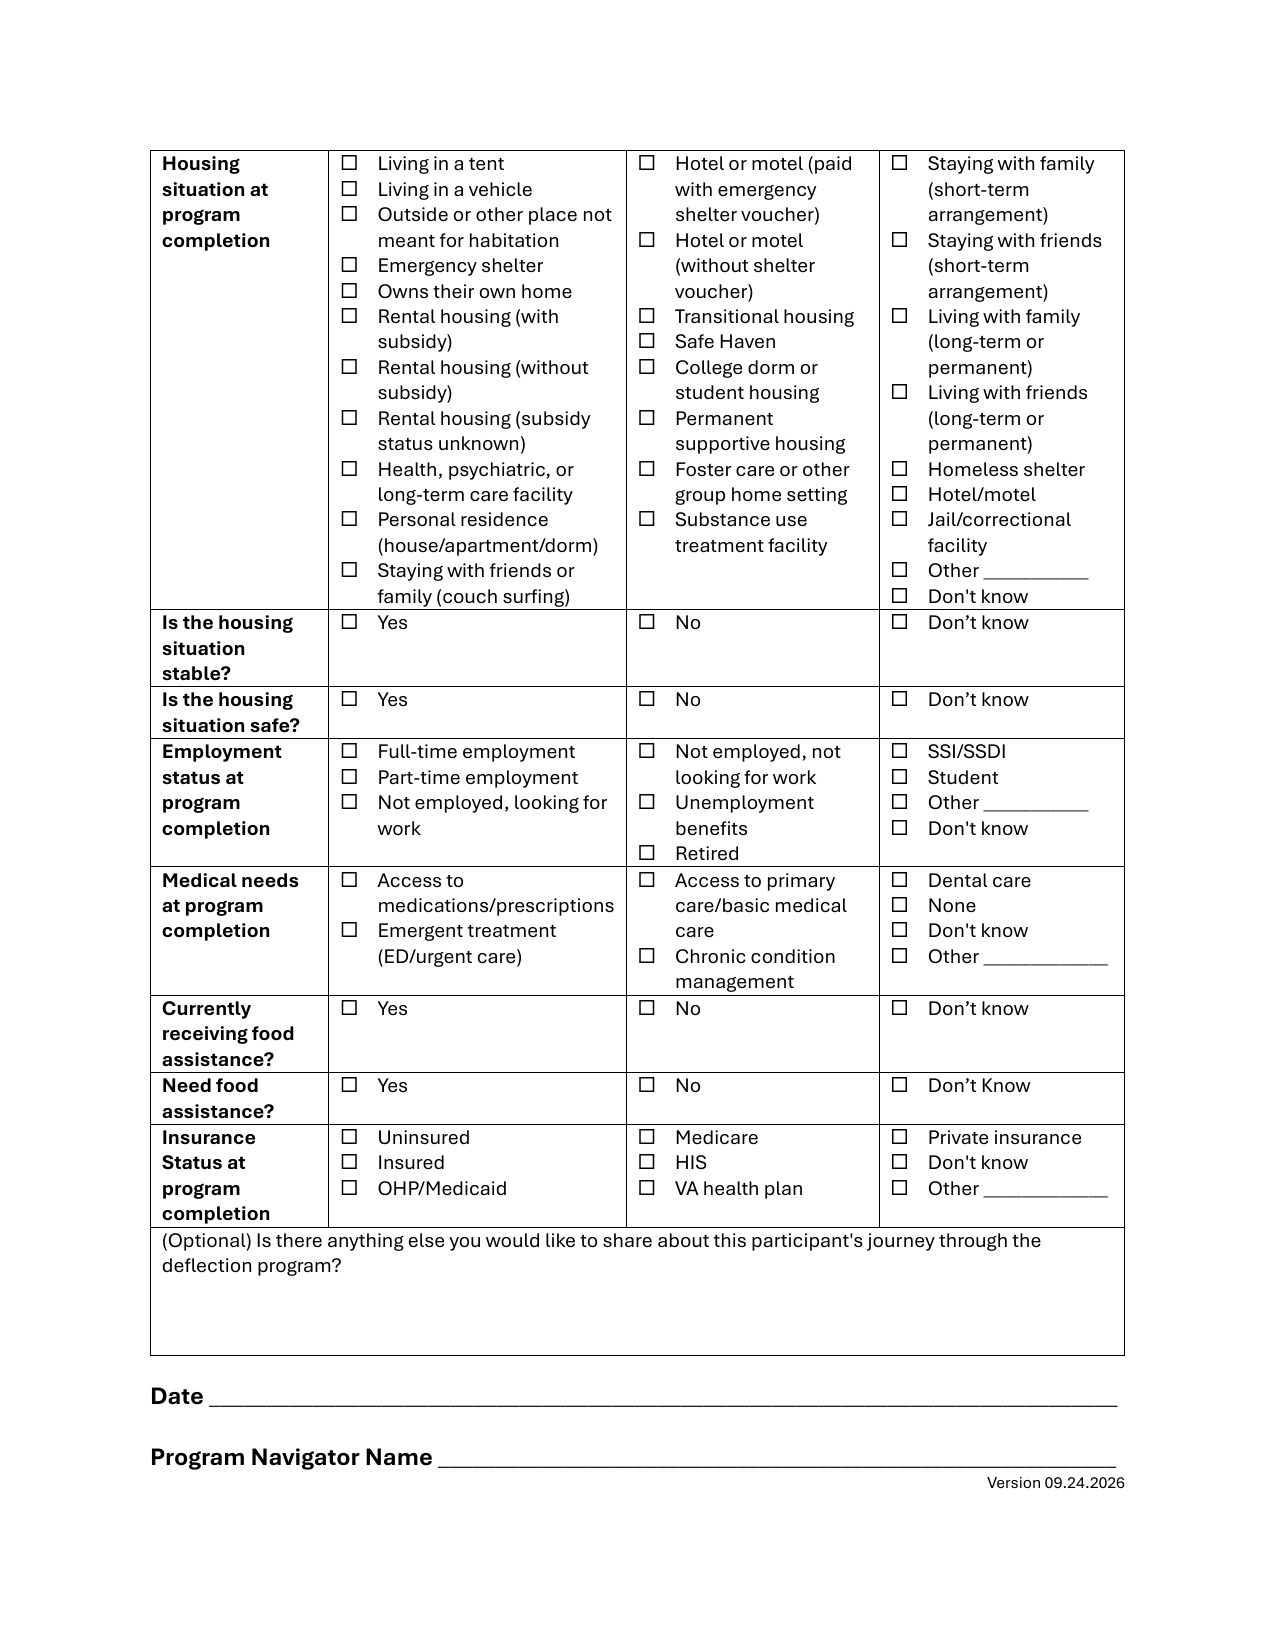 Housing
situation at
program
completion
☐ Living in a tent
☐ Living in a vehicle
☐ Outside or other place not
meant for habitation
☐ Emergency shelter
☐ Owns their own home
☐ Rental housing (with
subsidy)
☐ Rental housing (without
subsidy)
☐ Rental housing (subsidy
status unknown)
☐ Health, psychiatric, or
long-term care facility
☐ Personal residence
(house/apartment/dorm)
☐ Staying with friends or
family (couch surfing)
☐ Hotel or motel (paid
with emergency
shelter voucher)
☐ Hotel or motel
(without shelter
voucher)
☐ Transitional housing
☐ Safe Haven
☐ College dorm or
student housing
☐ Permanent
supportive housing
☐ Foster care or other
group home setting
☐ Substance use
treatment facility
☐ Staying with family
(short-term
arrangement)
☐ Staying with friends
(short-term
arrangement)
☐ Living with family
(long-term or
permanent)
☐ Living with friends
(long-term or
permanent)
☐ Homeless shelter
☐ Hotel/motel
☐ Jail/correctional
facility
☐ Other __________
☐ Don't know
Is the housing
situation
stable?
☐ Yes
☐ No
☐ Don’t know
Is the housing
situation safe?
☐ Yes
☐ No
☐ Don’t know
Employment
status at
program
completion
☐ Full-time employment
☐ Part-time employment
☐ Not employed, looking for
work
☐ Not employed, not
looking for work
☐ Unemployment
benefits
☐ Retired
☐ SSI/SSDI
☐ Student
☐ Other __________
☐ Don't know
Medical needs
at program
completion
☐ Access to
medications/prescriptions
☐ Emergent treatment
(ED/urgent care)
☐ Access to primary
care/basic medical
care
☐ Chronic condition
management
☐ Dental care
☐ None
☐ Don't know
☐ Other ____________
Currently
receiving food
assistance?
☐ Yes
☐ No
☐ Don’t know
Need food
assistance?
☐ Yes
☐ No
☐ Don’t Know
Insurance
Status at
program
completion
☐ Uninsured
☐ Insured
☐ OHP/Medicaid
☐ Medicare
☐ HIS
☐ VA health plan
☐ Private insurance
☐ Don't know
☐ Other ____________
(Optional) Is there anything else you would like to share about this participant's journey through the
deflection program?
Date ______________________________
Program Navigator Name ______________________________
Version 09.24.2026